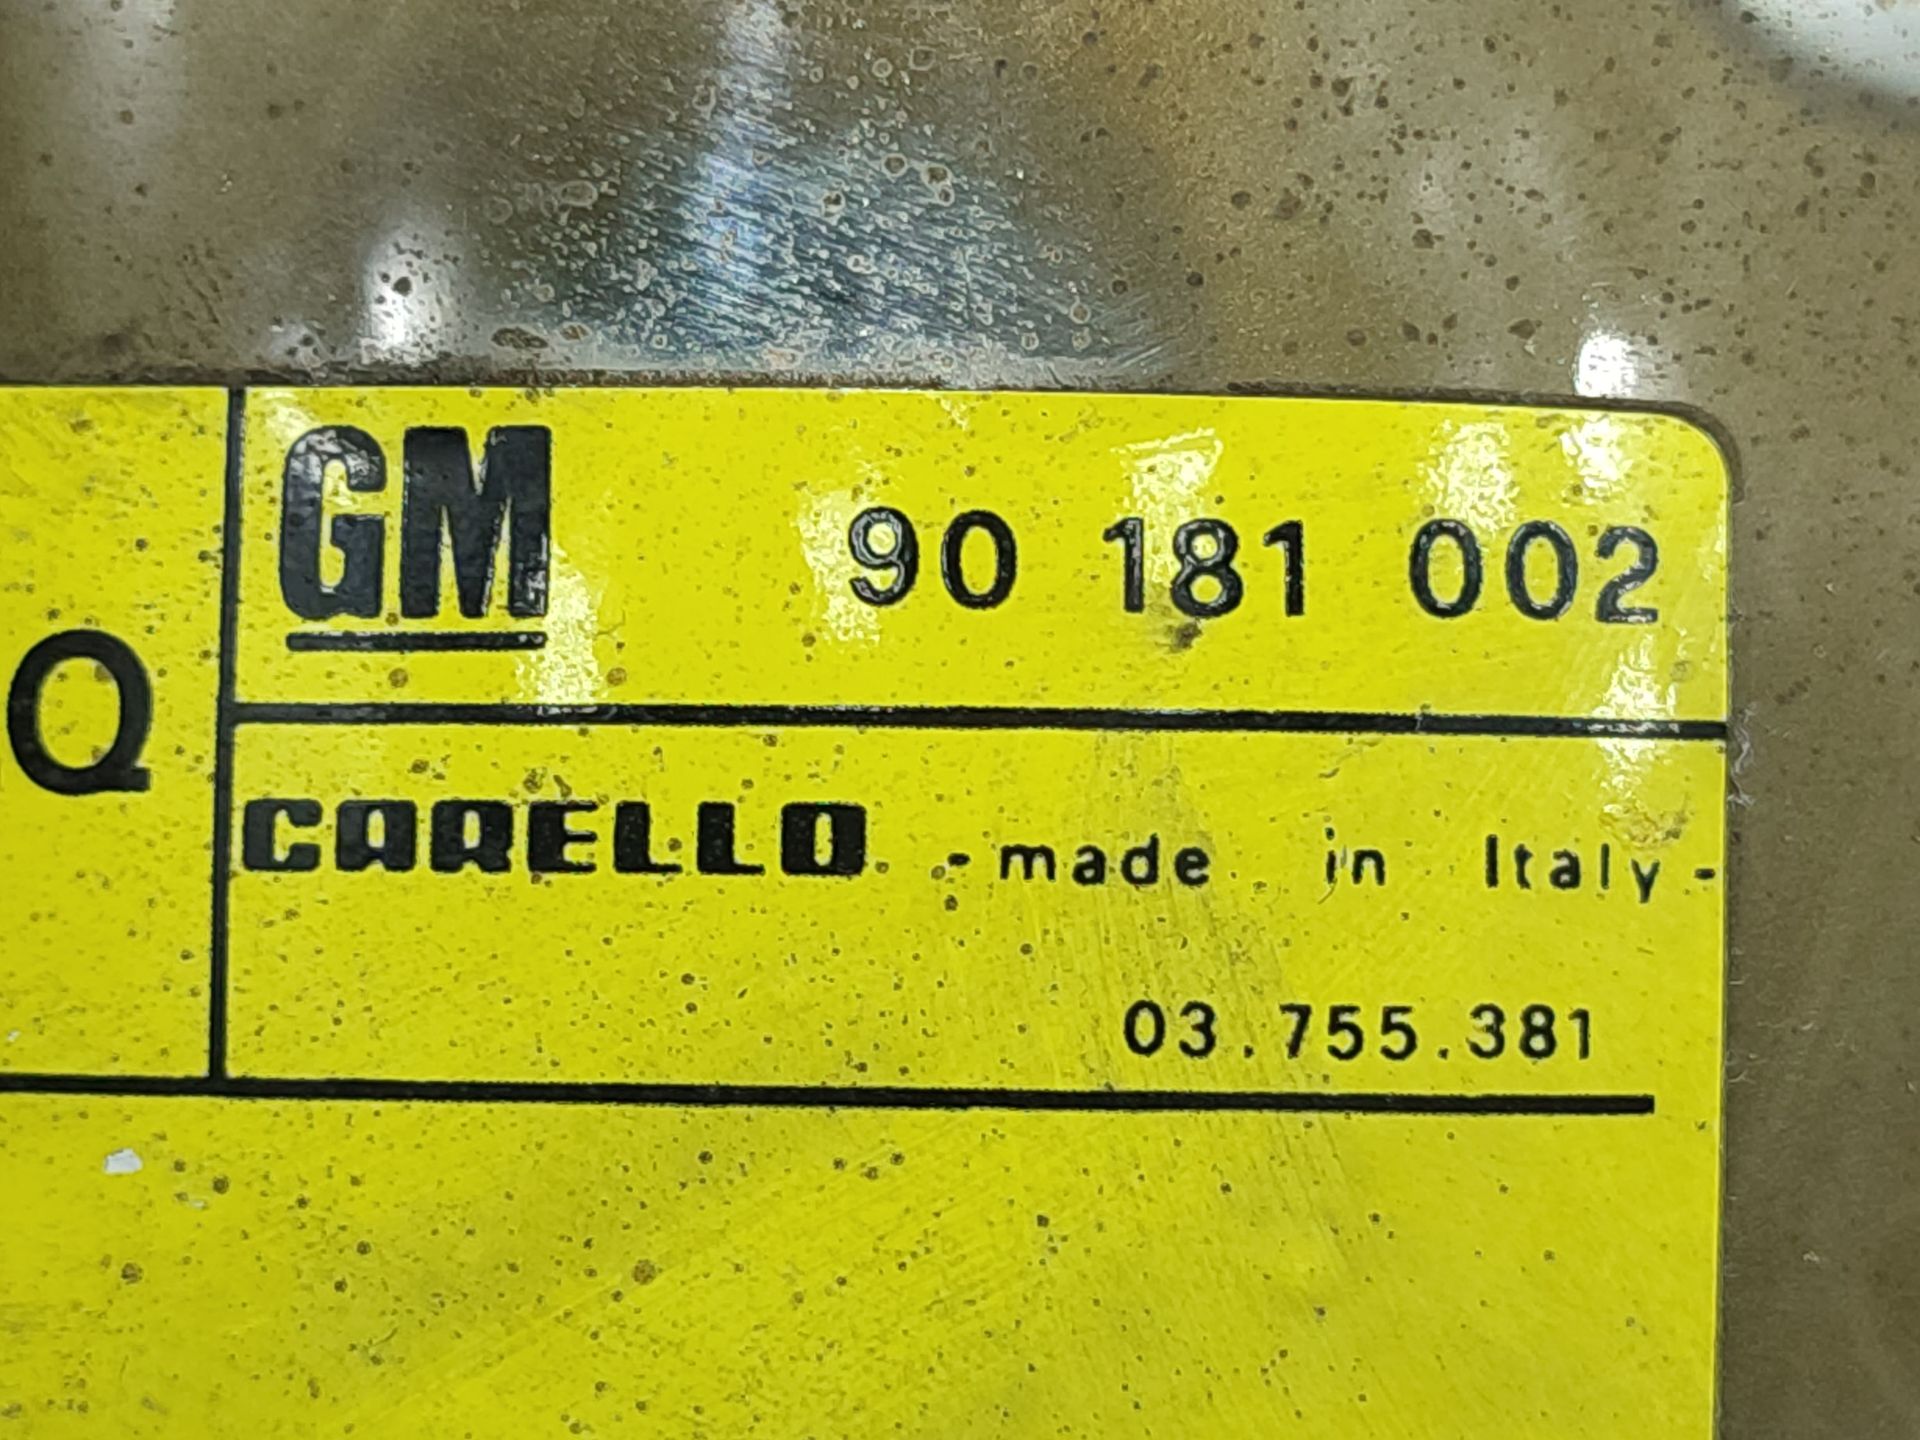 GM 90 181 002
Q
CARELLO - made in Italy -
03.755.381